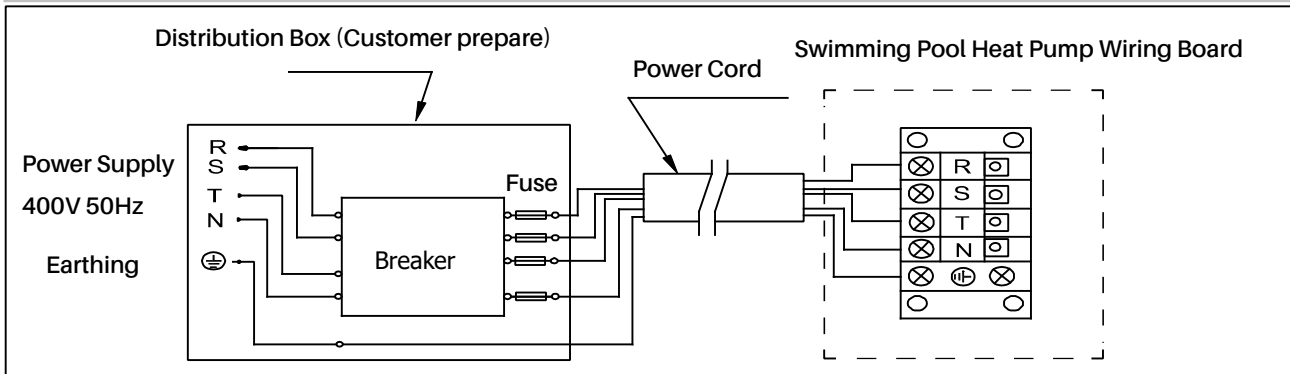 Distribution Box (Customer prepare)
Swimming Pool Heat Pump Wiring Board
Power Cord
Power Supply
400V 50Hz
Earthing
R
S
T
N
Fuse
Breaker
R
S
T
N